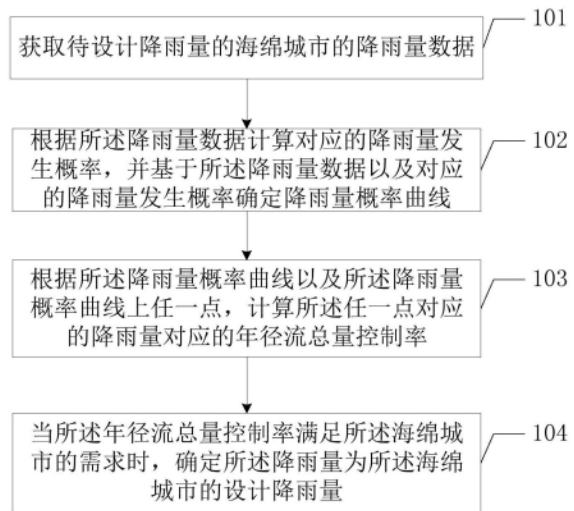 获取待设计降雨量的海绵城市的降雨量数据
101
根据所述降雨量数据计算对应的降雨量发
生概率，并基于所述降雨量数据以及对应
的降雨量发生概率确定降雨量概率曲线
102
根据所述降雨量概率曲线以及所述降雨量
概率曲线上任一点，计算所述任一点对应
的降雨量对应的年径流总量控制率
103
当所述年径流总量控制率满足所述海绵城
市的需求时，确定所述降雨量为所述海绵
城市的设计降雨量
104